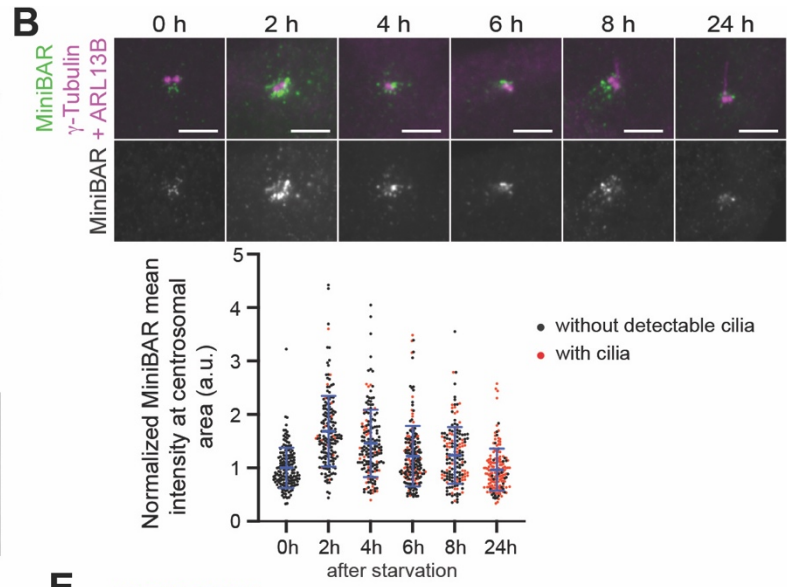 B
0 h 2 h 4 h 6 h 8 h 24 h
MiniBAR
γ-Tubulin
+ ARL13B
MiniBAR
Normalized MiniBAR mean
intensity at centrosomal
area (a.u.)
5
4
3
2
1
0
without detectable cilia
with cilia
0h 2h 4h 6h 8h 24h
after starvation